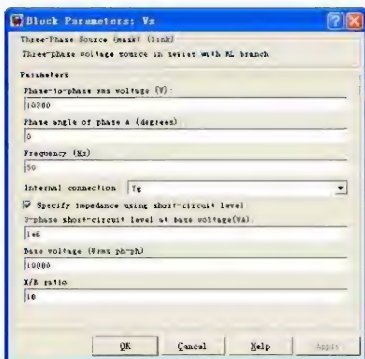 Block Parameters: Vs
Three-Phase Source (mask) (link)
Three-phase voltage source in series with RL branch
Parameters
Phase-to-phase rms voltage (V):
Phase angle of phase A (degrees)
0
Frequency (Hz)
50
Internal connection Yg
Specify impedance using short-circuit level
3-phase short-circuit level at base voltage(VA)
1e6
Base voltage (Vrms ph-ph)
10000
X/R ratio
10
OK Cancel Help Apply